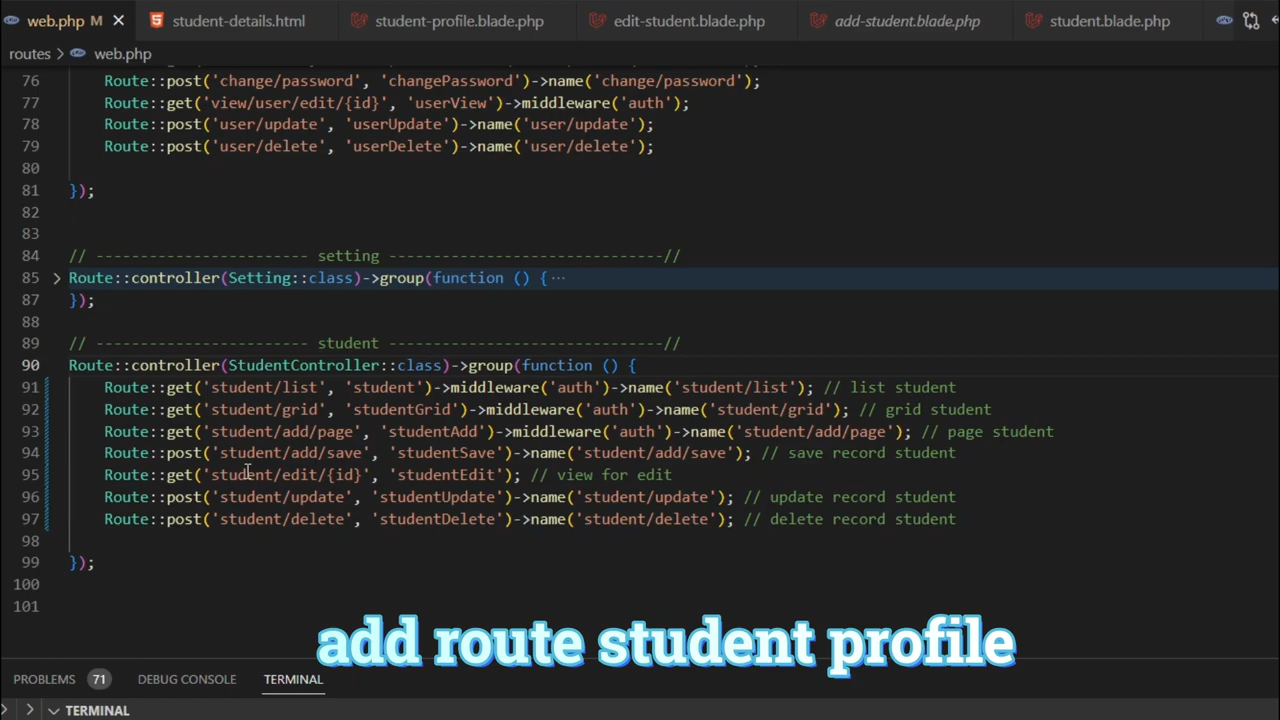 web.php M
student-details.html
student-profile.blade.php
edit-student.blade.php
add-student.blade.php
student.blade.php
routes > web.php
76 Route::post('change/password', 'changePassword')->name('change/password');
77 Route::get('view/user/edit/{id}', 'userView')->middleware('auth');
78 Route::post('user/update', 'userUpdate')->name('user/update');
79 Route::post('user/delete', 'userDelete')->name('user/delete');
80
81 });
82
83
84 // ------------------------ setting -------------------------------//
85 Route::controller(Setting::class)->group(function () { ...
87 });
88
89 // ------------------------ student -------------------------------//
90 Route::controller(StudentController::class)->group(function () {
91 Route::get('student/list', 'student')->middleware('auth')->name('student/list'); // list student
92 Route::get('student/grid', 'studentGrid')->middleware('auth')->name('student/grid'); // grid student
93 Route::get('student/add/page', 'studentAdd')->middleware('auth')->name('student/add/page'); // page student
94 Route::post('student/add/save', 'studentSave')->name('student/add/save'); // save record student
95 Route::get('student/edit/{id}', 'studentEdit'); // view for edit
96 Route::post('student/update', 'studentUpdate')->name('student/update'); // update record student
97 Route::post('student/delete', 'studentDelete')->name('student/delete'); // delete record student
98
99 });
100
101
add route student profile
PROBLEMS 71 DEBUG CONSOLE TERMINAL
TERMINAL